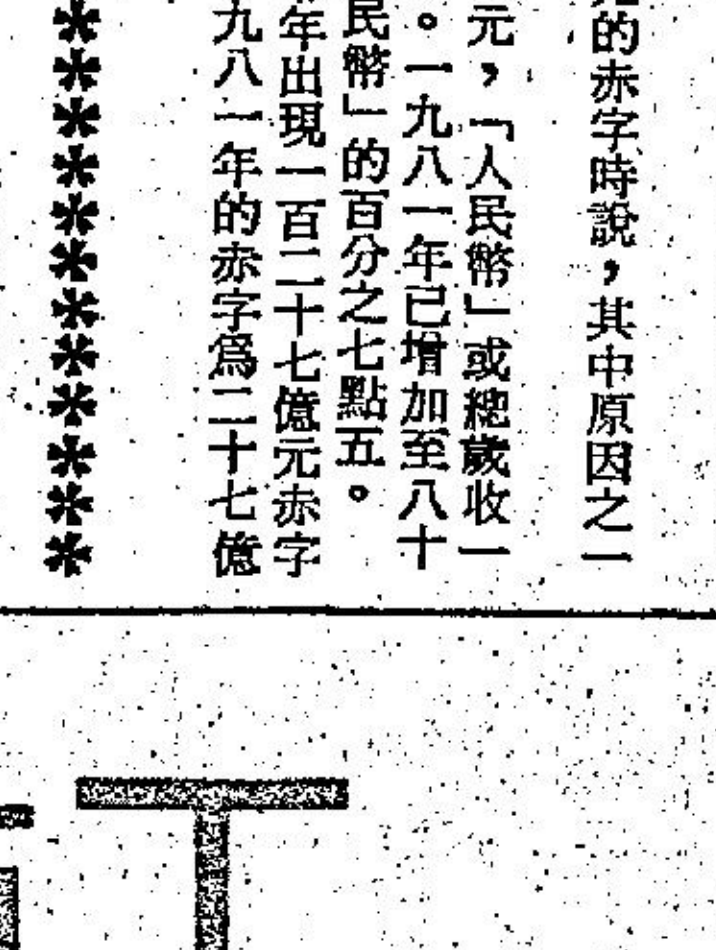 的赤字時說，其中原因之一
元，「人民幣」或總歲收一
。一九八一年已增加至八十
民幣」的百分之七點五。
年出現一百二十七億元赤字
九八一年的赤字爲二十七億
************